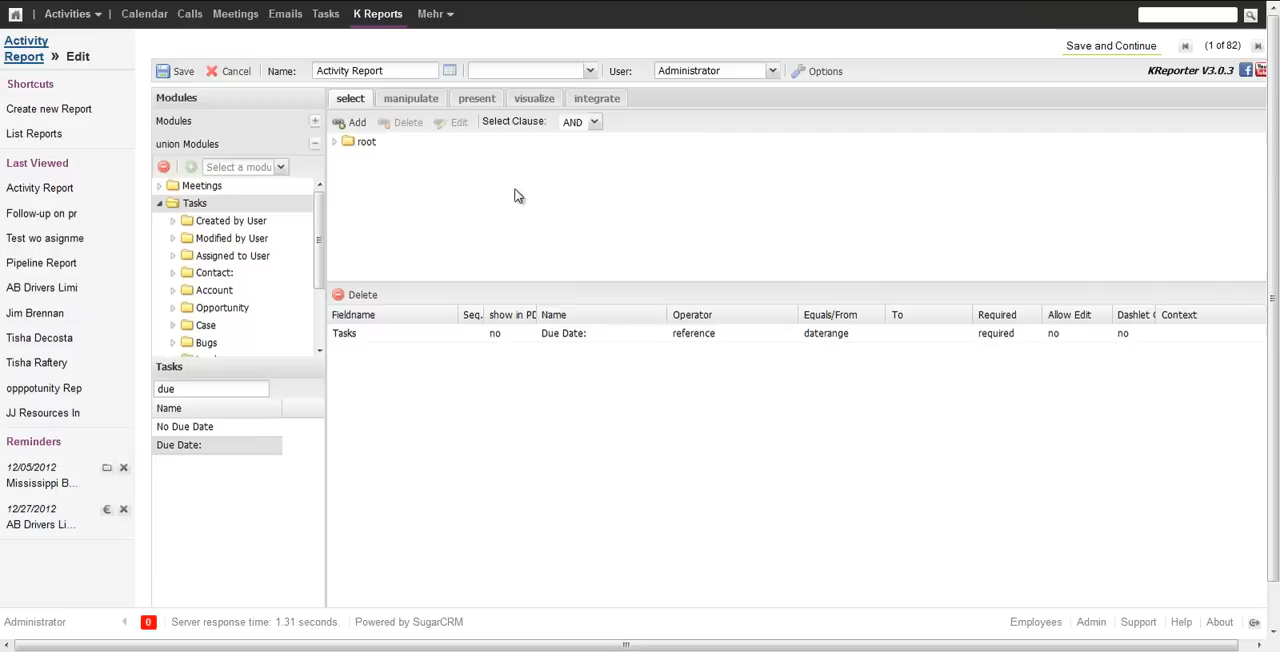 Activities Calendar Calls Meetings Emails Tasks K Reports Mehr
Activity
Report » Edit
Save and Continue (1 of 82)
Save Cancel Name: Activity Report User: Administrator Options KReporter V3.0.3
Shortcuts
Create new Report
List Reports
Last Viewed
Activity Report
Follow-up on pr
Test wo asignme
Pipeline Report
AB Drivers Limi
Jim Brennan
Tisha Decosta
Tisha Raftery
opppotunity Rep
JJ Resources In
Reminders
12/05/2012
Mississippi B...
12/27/2012 €
AB Drivers Li...
Modules
Modules
union Modules
Select a modu
Meetings
Tasks
Created by User
Modified by User
Assigned to User
Contact:
Account
Opportunity
Case
Bugs
Tasks
due
Name
No Due Date
Due Date:
select manipulate present visualize integrate
Add Delete Edit Select Clause: AND
root
Delete
Fieldname Seq. show in PD Name Operator Equals/From To Required Allow Edit Dashlet Context
Tasks no Due Date: reference daterange required no no
Administrator 0 Server response time: 1.31 seconds. Powered by SugarCRM Employees Admin Support Help About